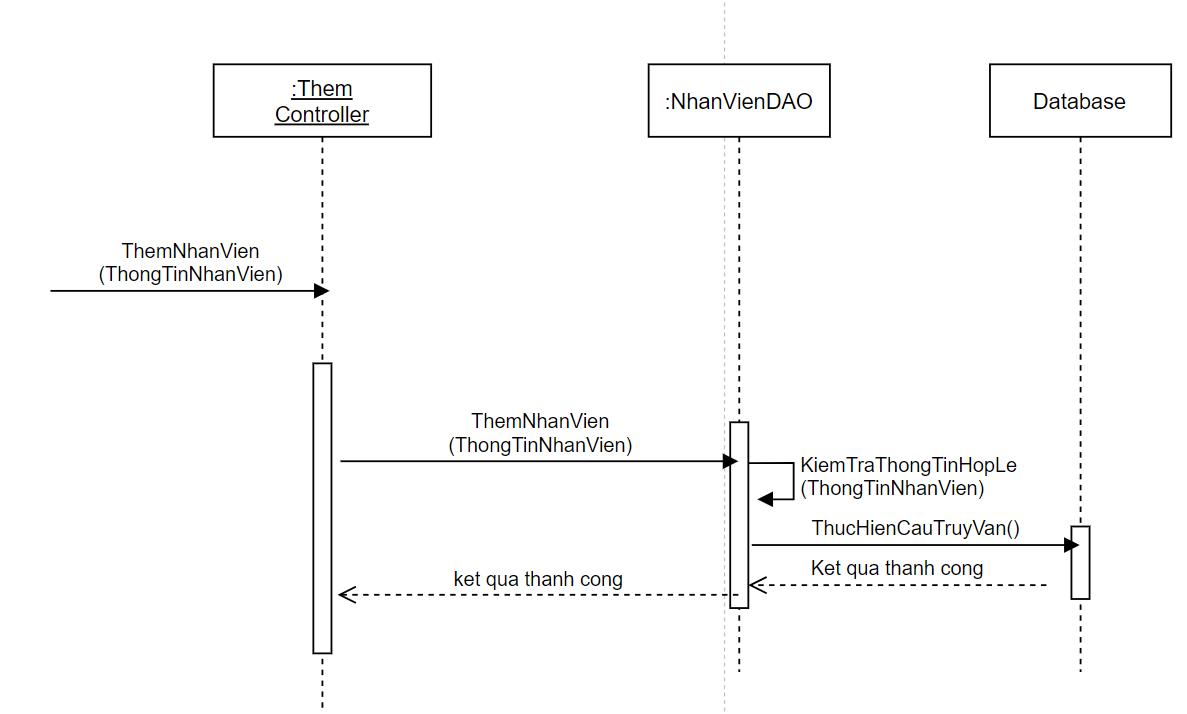 :Them
Controller
:NhanVienDAO
Database
ThemNhanVien
(ThongTinNhanVien)
ThemNhanVien
(ThongTinNhanVien)
KiemTraThongTinHopLe
(ThongTinNhanVien)
ThucHienCauTruyVan()
Ket qua thanh cong
ket qua thanh cong